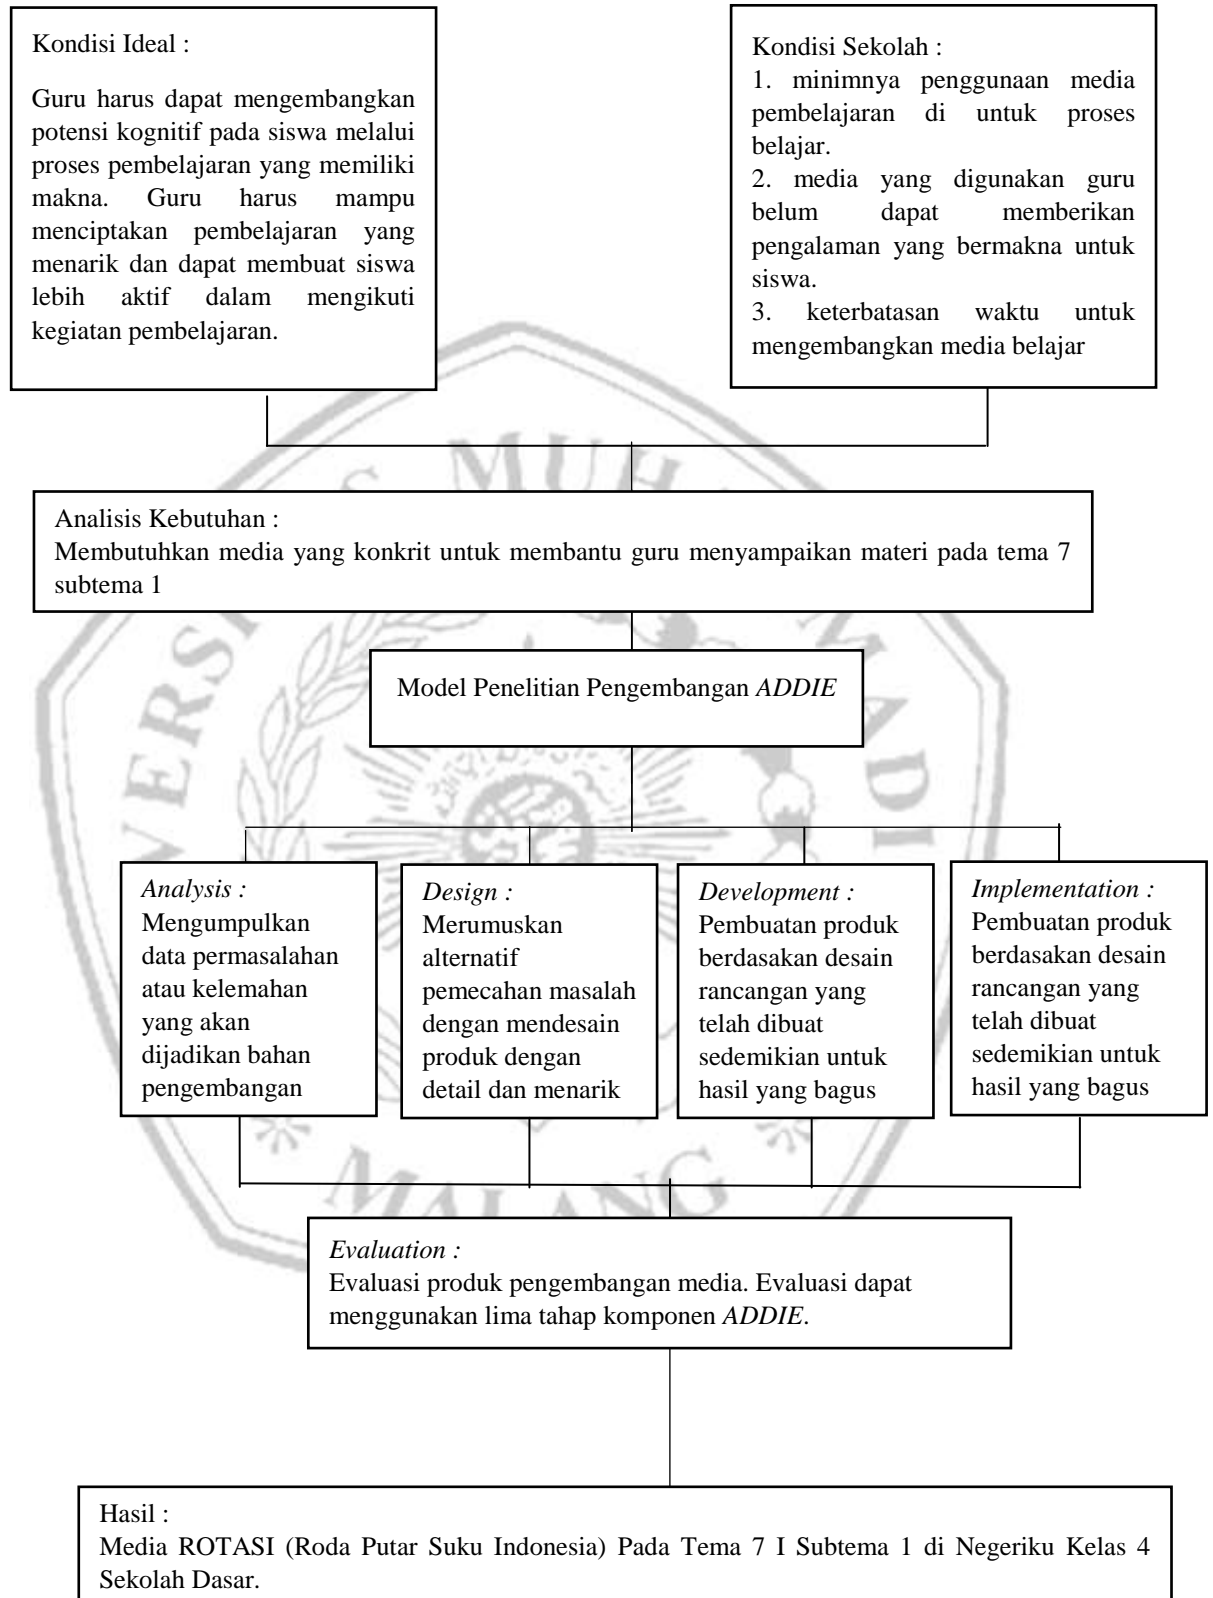 Kondisi Ideal :
Guru harus dapat mengembangkan
potensi kognitif pada siswa melalui
proses pembelajaran yang memiliki
makna. Guru harus mampu
menciptakan pembelajaran yang
menarik dan dapat membuat siswa
lebih aktif dalam mengikuti
kegiatan pembelajaran.
Kondisi Sekolah :
1. minimnya penggunaan media
pembelajaran di untuk proses
belajar.
2. media yang digunakan guru
belum dapat memberikan
pengalaman yang bermakna untuk
siswa.
3. keterbatasan waktu untuk
mengembangkan media belajar
Analisis Kebutuhan :
Membutuhkan media yang konkrit untuk membantu guru menyampaikan materi pada tema 7
subtema 1
Model Penelitian Pengembangan ADDIE
Analysis :
Mengumpulkan
data permasalahan
atau kelemahan
yang akan
dijadikan bahan
pengembangan
Design :
Merumuskan
alternatif
pemecahan masalah
dengan mendesain
produk dengan
detail dan menarik
Development :
Pembuatan produk
berdasakan desain
rancangan yang
telah dibuat
sedemikian untuk
hasil yang bagus
Implementation :
Pembuatan produk
berdasakan desain
rancangan yang
telah dibuat
sedemikian untuk
hasil yang bagus
Evaluation :
Evaluasi produk pengembangan media. Evaluasi dapat
menggunakan lima tahap komponen ADDIE.
Hasil :
Media ROTASI (Roda Putar Suku Indonesia) Pada Tema 7 I Subtema 1 di Negeriku Kelas 4
Sekolah Dasar.
MALANG